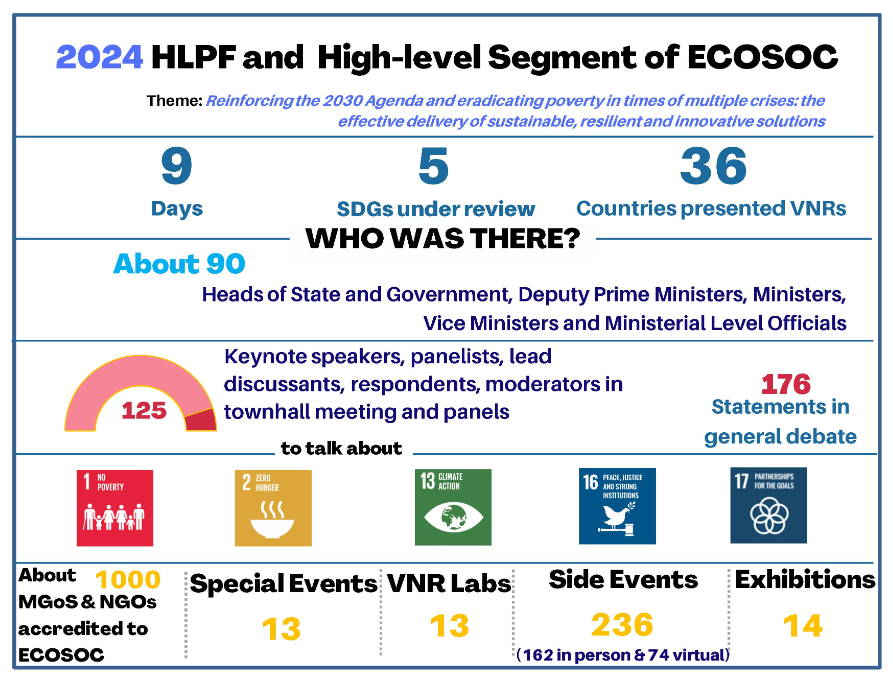 2024 HLPF and High-level Segment of ECOSOC
Theme: Reinforcing the 2030 Agenda and eradicating poverty in times of multiple crises: the
effective delivery of sustainable, resilient and innovative solutions
9
Days
5
SDGs under review
36
Countries presented VNRs
WHO WAS THERE?
About 90
Heads of State and Government, Deputy Prime Ministers, Ministers,
Vice Ministers and Ministerial Level Officials
125
Keynote speakers, panelists, lead
discussants, respondents, moderators in
townhall meeting and panels
176
Statements in
general debate
to talk about
1 NO
POVERTY
2 ZERO
HUNGER
13 CLIMATE
ACTION
16 PEACE, JUSTICE
AND STRONG
INSTITUTIONS
17 PARTNERSHIPS
FOR THE GOALS
About 1000
MGoS & NGOs
accredited to
ECOSOC
Special Events
13
VNR Labs
13
Side Events
236
(162 in person & 74 virtual)
Exhibitions
14